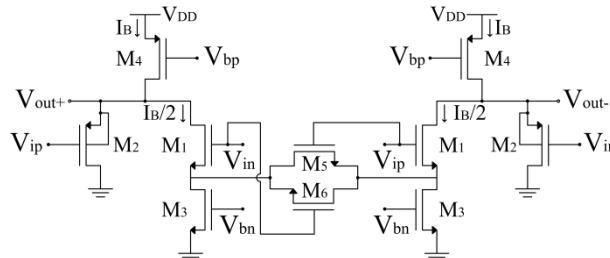 VDD
IB
M4
Vbp
Vout+
IB/2
Vip
M2
M1
Vin
M3
Vbn
M5
M6
VDD
IB
Vbp
M4
IB/2
Vout-
Vip
M1
M2
M3
Vbn